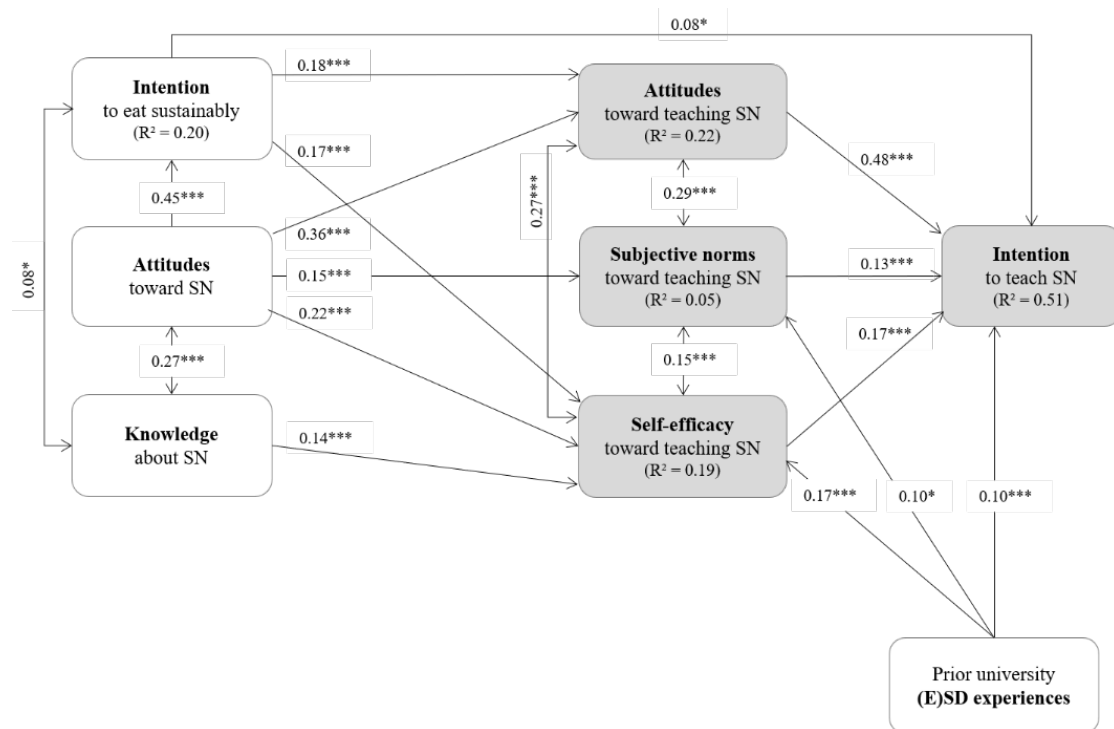 0.08*
0.18***
Intention
to eat sustainably
(R² = 0.20)
Attitudes
toward teaching SN
(R² = 0.22)
0.17***
0.48***
0.45***
0.27***
0.29***
0.08*
0.36***
Attitudes
toward SN
0.15***
Subjective norms
toward teaching SN
(R² = 0.05)
0.13***
Intention
to teach SN
(R² = 0.51)
0.22***
0.17***
0.27***
0.15***
Knowledge
about SN
0.14***
Self-efficacy
toward teaching SN
(R² = 0.19)
0.17***
0.10*
0.10***
Prior university
(E)SD experiences